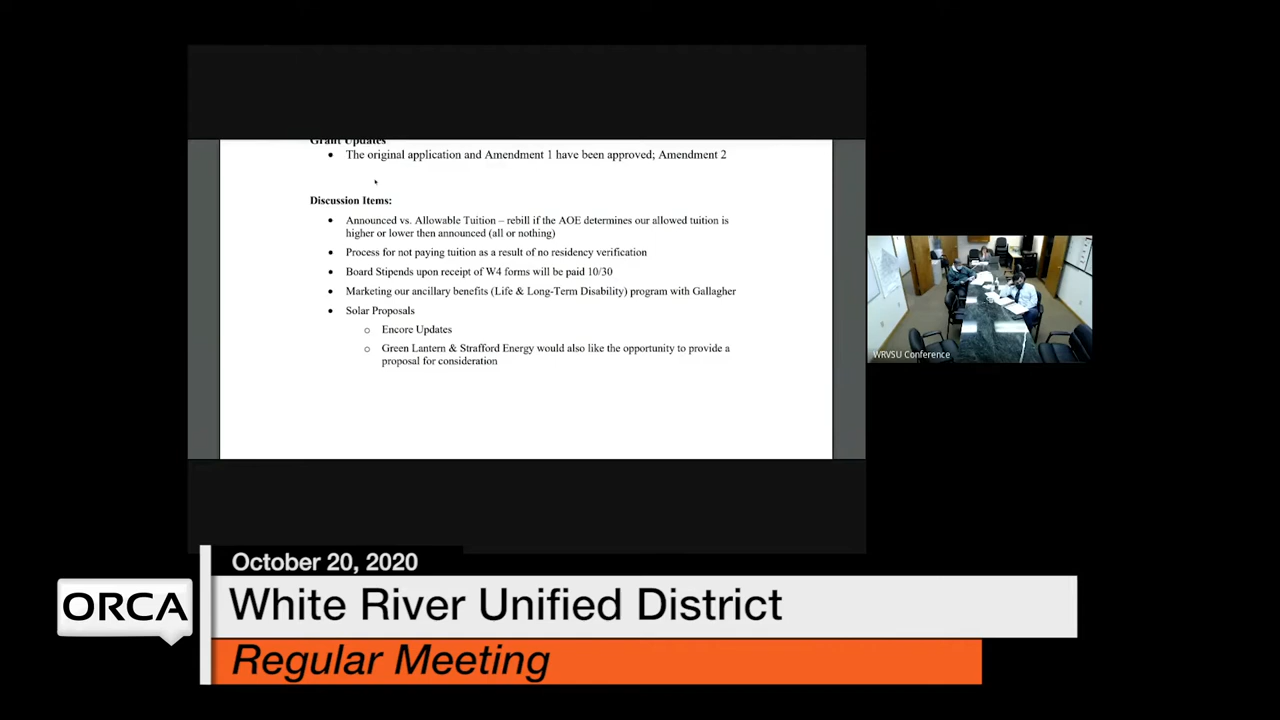 Grant Updates
• The original application and Amendment 1 have been approved; Amendment 2
Discussion Items:
• Announced vs. Allowable Tuition – rebill if the AOE determines our allowed tuition is
higher or lower then announced (all or nothing)
• Process for not paying tuition as a result of no residency verification
• Board Stipends upon receipt of W4 forms will be paid 10/30
• Marketing our ancillary benefits (Life & Long-Term Disability) program with Gallagher
• Solar Proposals
o Encore Updates
o Green Lantern & Strafford Energy would also like the opportunity to provide a
proposal for consideration
WRVSU Conference
October 20, 2020
ORCA
White River Unified District
Regular Meeting